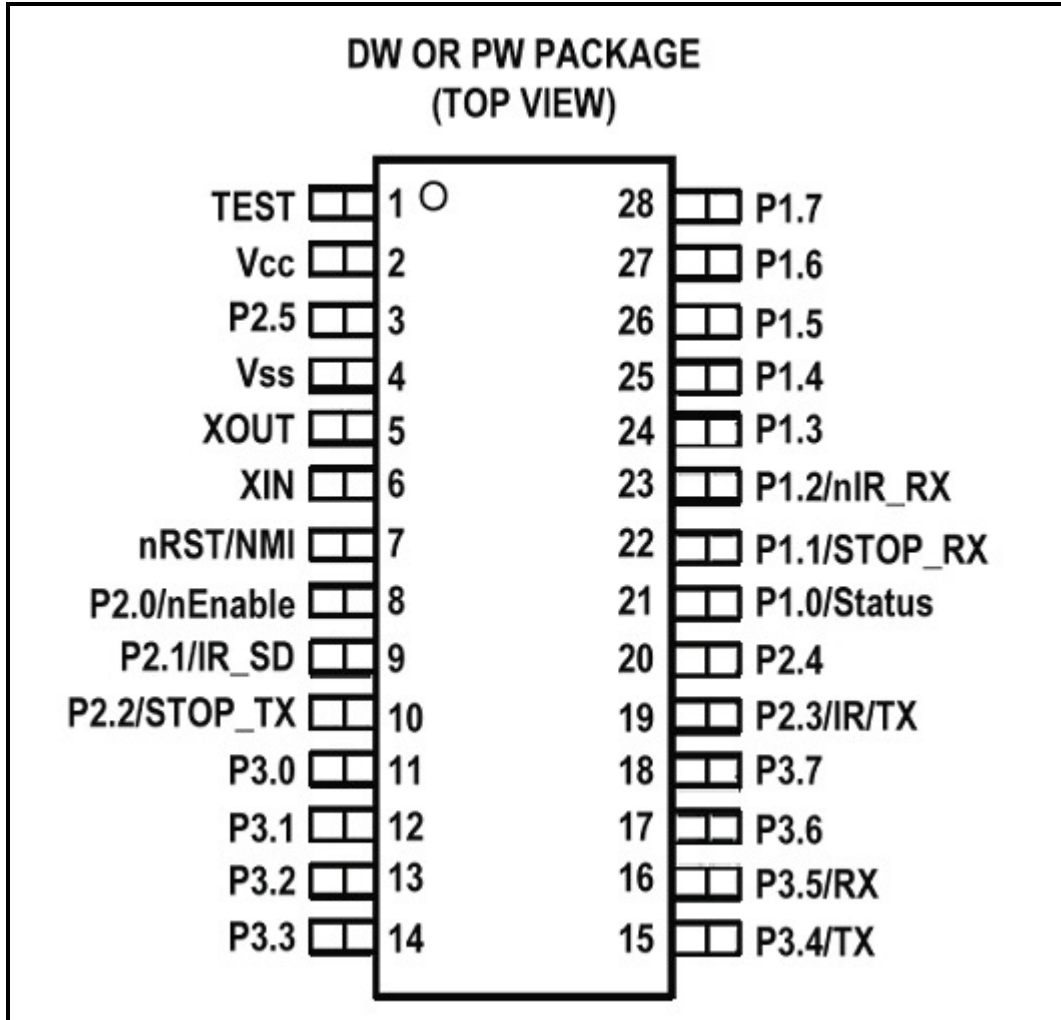 DW OR PW PACKAGE
(TOP VIEW)
TEST 1 28 P1.7
Vcc 2 27 P1.6
P2.5 3 26 P1.5
Vss 4 25 P1.4
XOUT 5 24 P1.3
XIN 6 23 P1.2/nIR_RX
nRST/NMI 7 22 P1.1/STOP_RX
P2.0/nEnable 8 21 P1.0/Status
P2.1/IR_SD 9 20 P2.4
P2.2/STOP_TX 10 19 P2.3/IR/TX
P3.0 11 18 P3.7
P3.1 12 17 P3.6
P3.2 13 16 P3.5/RX
P3.3 14 15 P3.4/TX